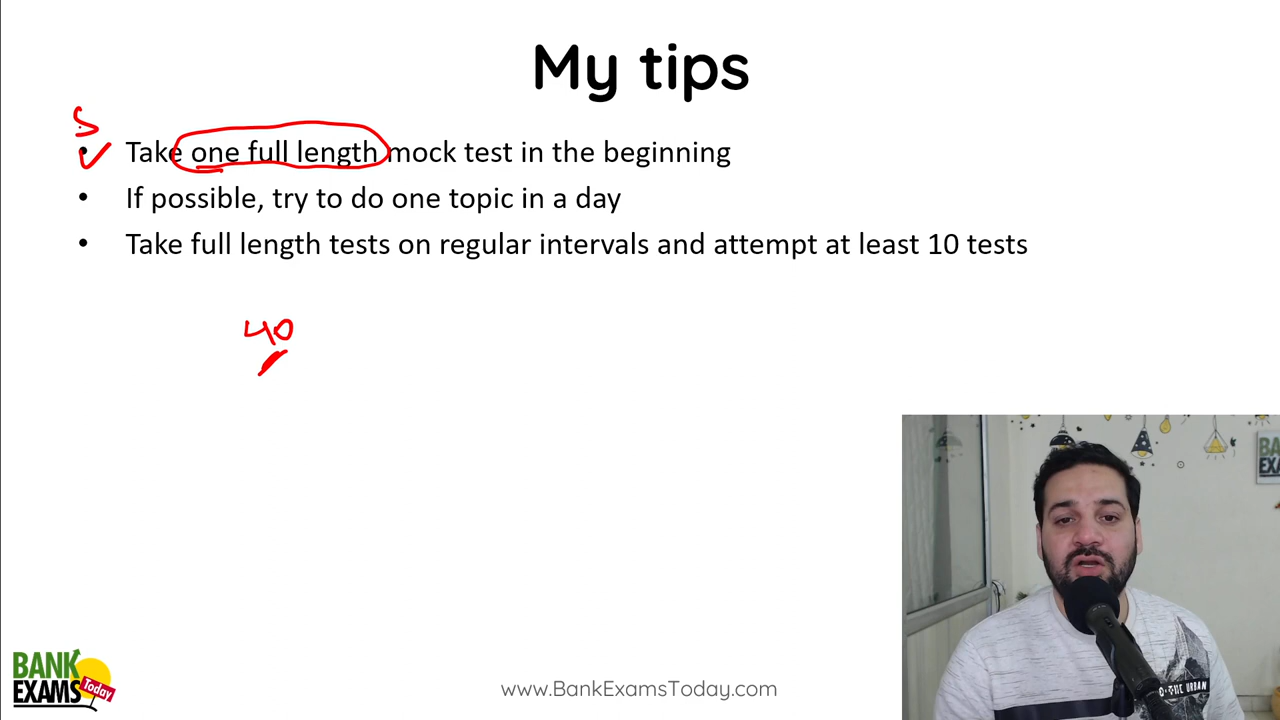 My tips
S
• Take one full length mock test in the beginning
• If possible, try to do one topic in a day
• Take full length tests on regular intervals and attempt at least 10 tests
40
BANK
EXAMS
Today
www.BankExamsToday.com
URBAN